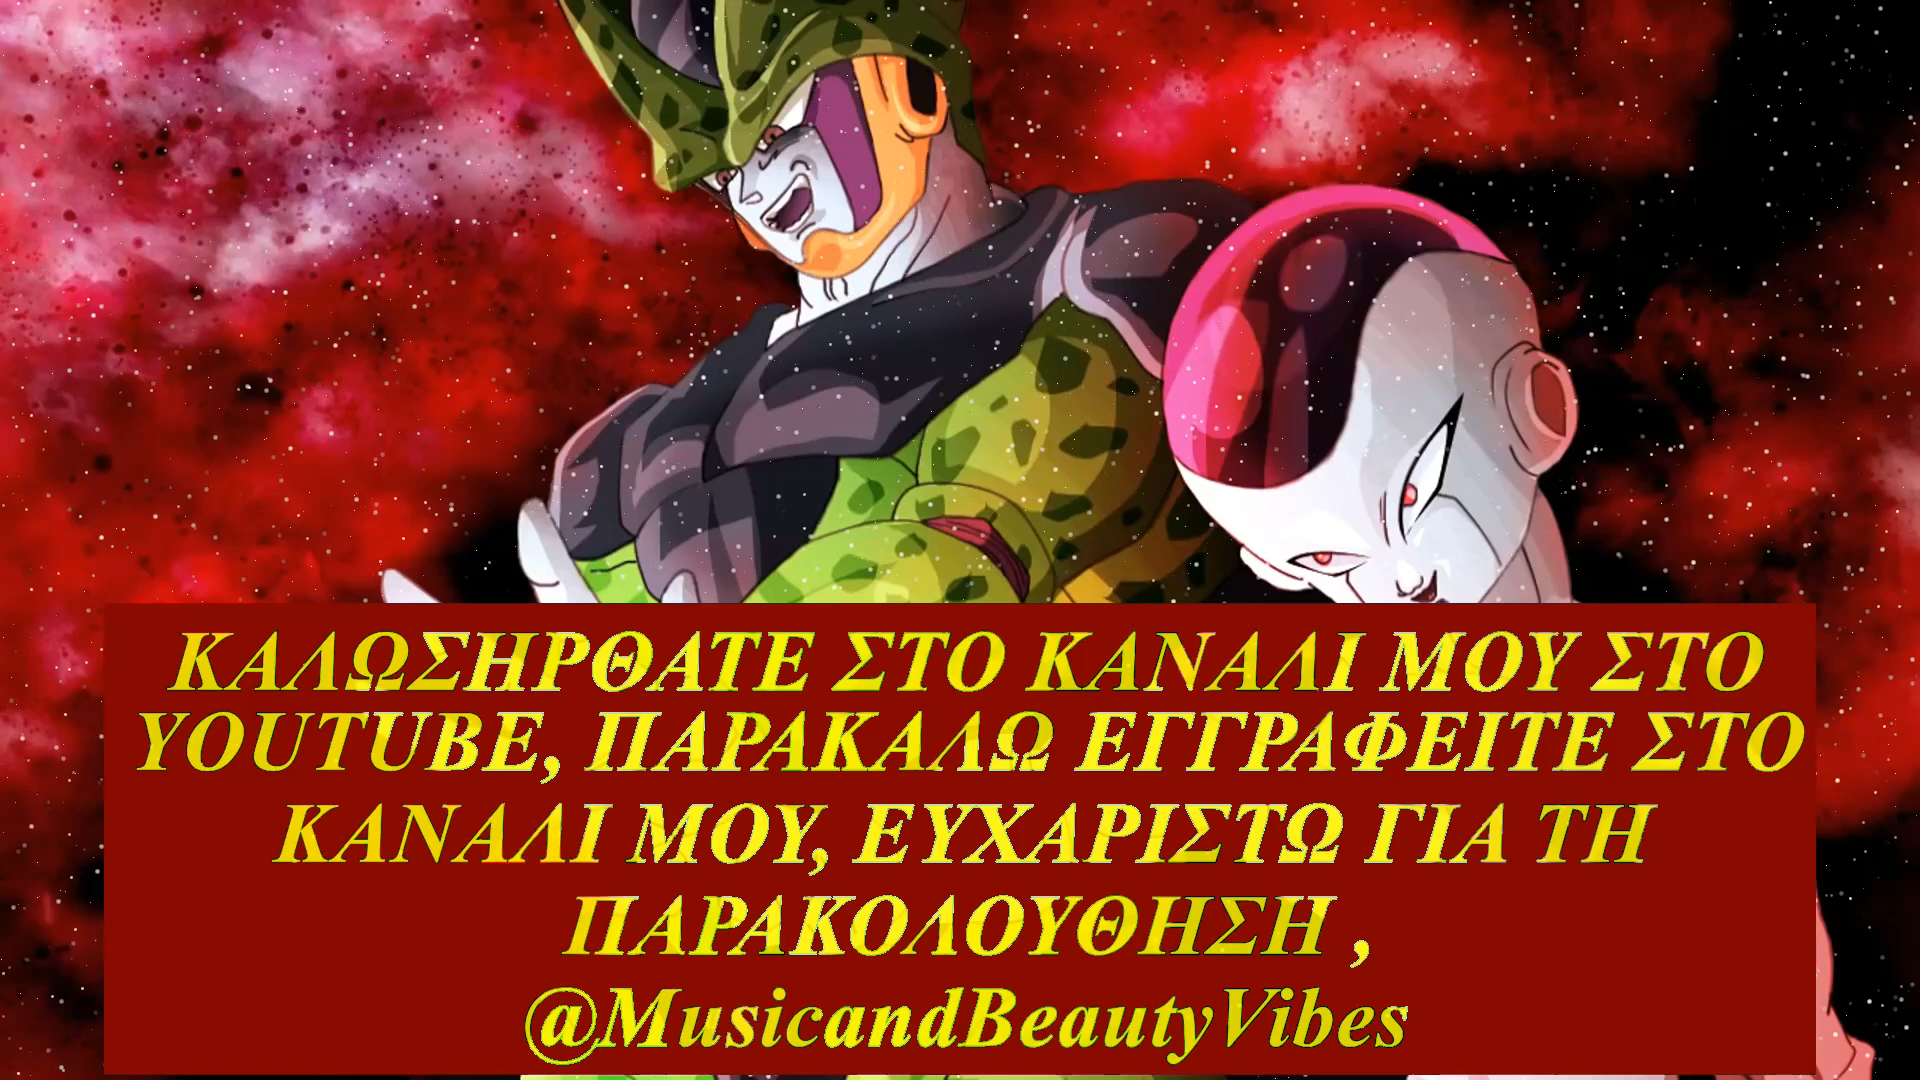 ΚΑΛΩΣΗΡΘΑΤΕ ΣΤΟ ΚΑΝΑΛΙ ΜΟΥ ΣΤΟ
YOUTUBE, ΠΑΡΑΚΑΛΩ ΕΓΓΡΑΦΕΙΤΕ ΣΤΟ
ΚΑΝΑΛΙ ΜΟΥ, ΕΥΧΑΡΙΣΤΩ ΓΙΑ ΤΗ
ΠΑΡΑΚΟΛΟΥΘΗΣΗ ,
@MusicandBeautyVibes